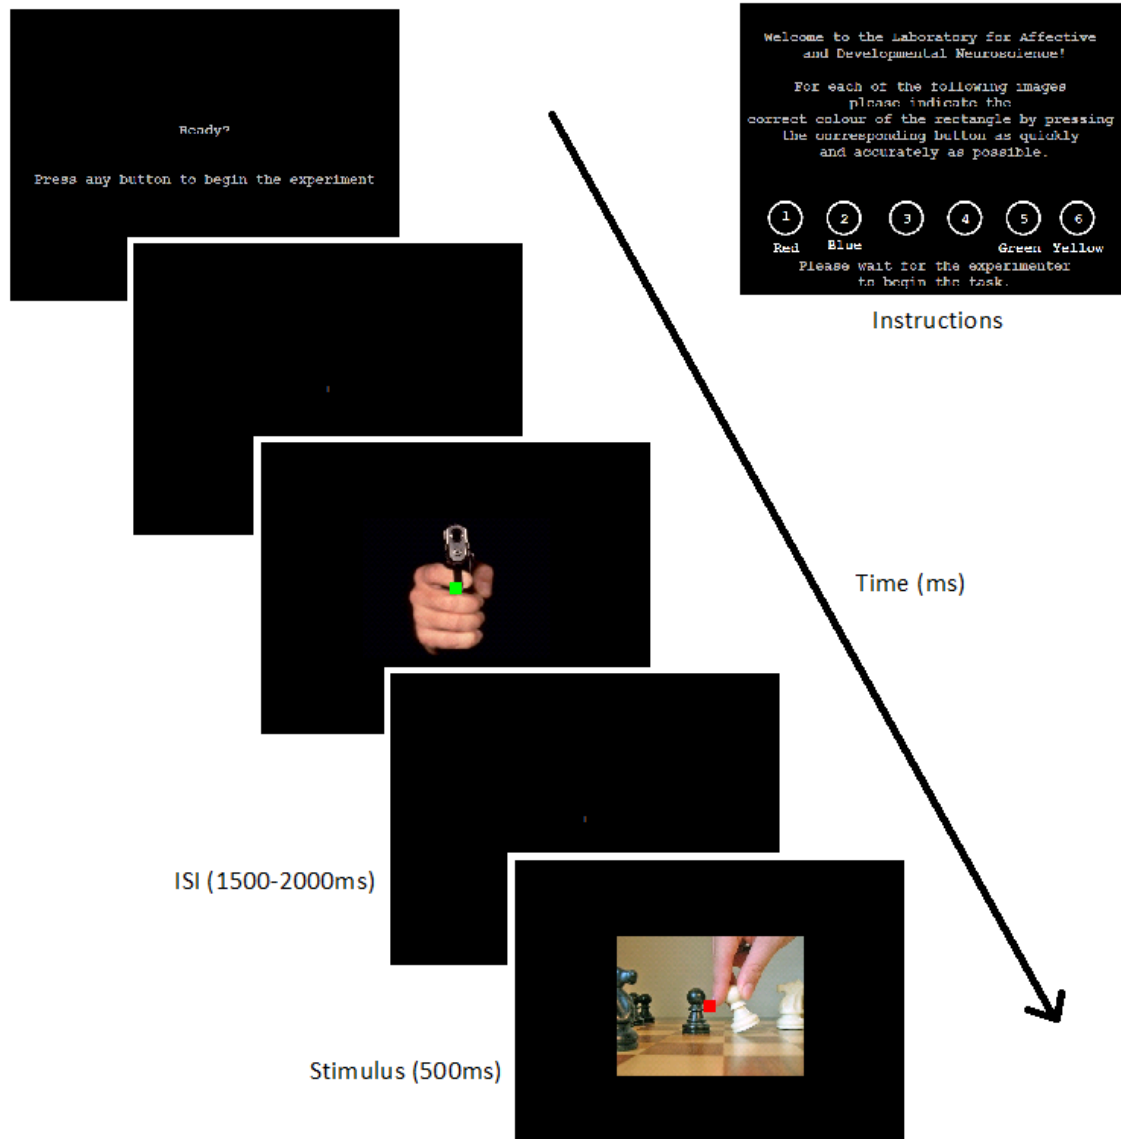 Ready?
Press any button to begin the experiment
Welcome to the Laboratory for Affective
and Developmental Neuroscience!
For each of the following images
please indicate the
correct colour of the rectangle by pressing
the corresponding button as quickly
and accurately as possible.
1 2 3 4 5 6
Red Blue Green Yellow
Please wait for the experimenter
to begin the task.
Instructions
Time (ms)
ISI (1500-2000ms)
Stimulus (500ms)